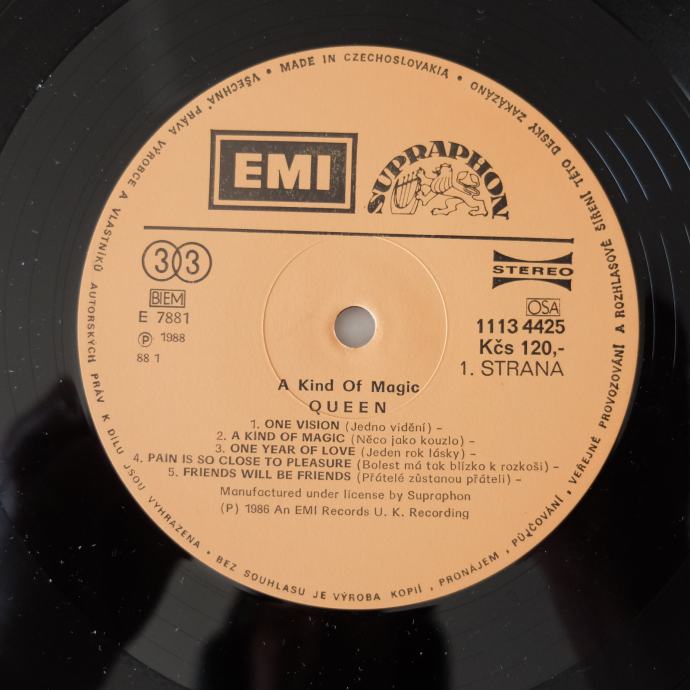 VŠECHNA PRÁVA VÝROBCE A VLASTNÍKŮ AUTORSKÝCH PRÁV K DÍLU JSOU VYHRAZENA • BEZ SOUHLASU JE VÝROBA KOPIÍ, PRONÁJEM, PŮJČOVÁNÍ, VEŘEJNÉ PROVOZOVÁNÍ A ROZHLASOVÉ ŠÍŘENÍ TÉTO DESKY ZAKÁZÁNO • MADE IN CZECHOSLOVAKIA •
EMI
SUPRAPHON
33
STEREO
BIEM
OSA
E 7881
1113 4425
Ⓟ 1988
Kčs 120,-
88 1
1. STRANA
A Kind Of Magic
QUEEN
1. ONE VISION (Jedno vidění) –
2. A KIND OF MAGIC (Něco jako kouzlo) –
3. ONE YEAR OF LOVE (Jeden rok lásky) –
4. PAIN IS SO CLOSE TO PLEASURE (Bolest má tak blízko k rozkoši) –
5. FRIENDS WILL BE FRIENDS (Přátelé zůstanou přáteli) –
Manufactured under license by Supraphon
(P) 1986 An EMI Records U. K. Recording